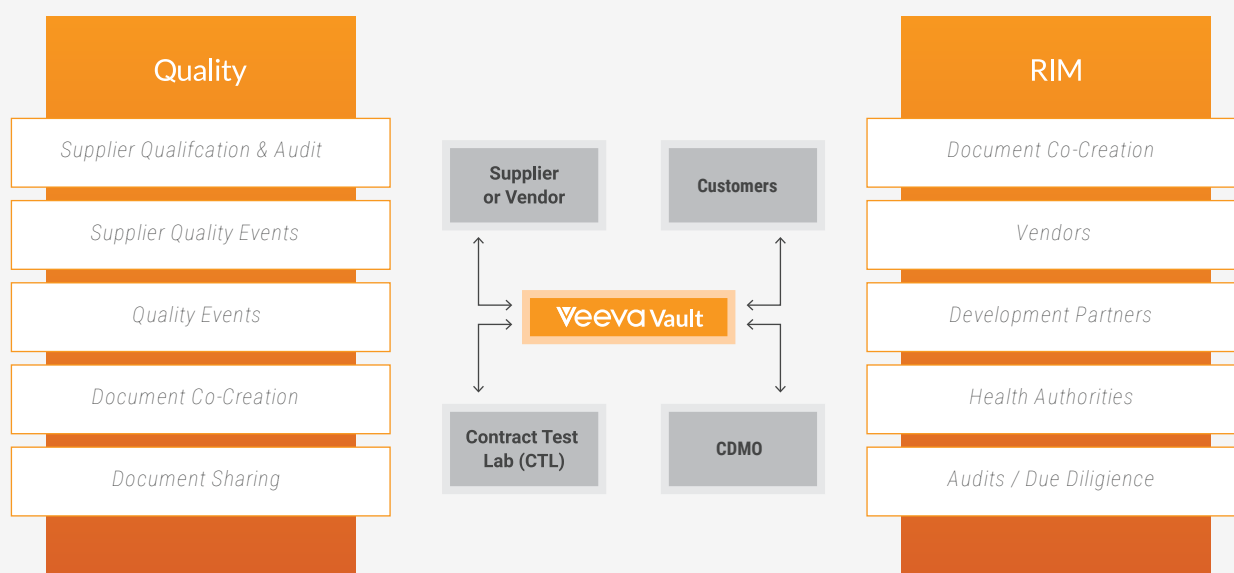 Quality
Supplier Qualifcation & Audit
Supplier Quality Events
Quality Events
Document Co-Creation
Document Sharing
Supplier
or Vendor
Customers
Veeva Vault
Contract Test
Lab (CTL)
CDMO
RIM
Document Co-Creation
Vendors
Development Partners
Health Authorities
Audits / Due Diligience